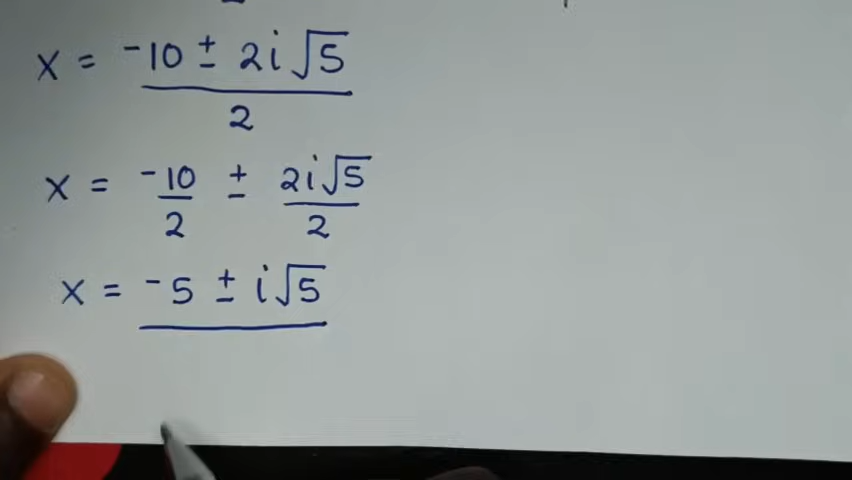 x = -10 ± 2i√5
2
x = -10/2 ± 2i√5/2
x = -5 ± i√5